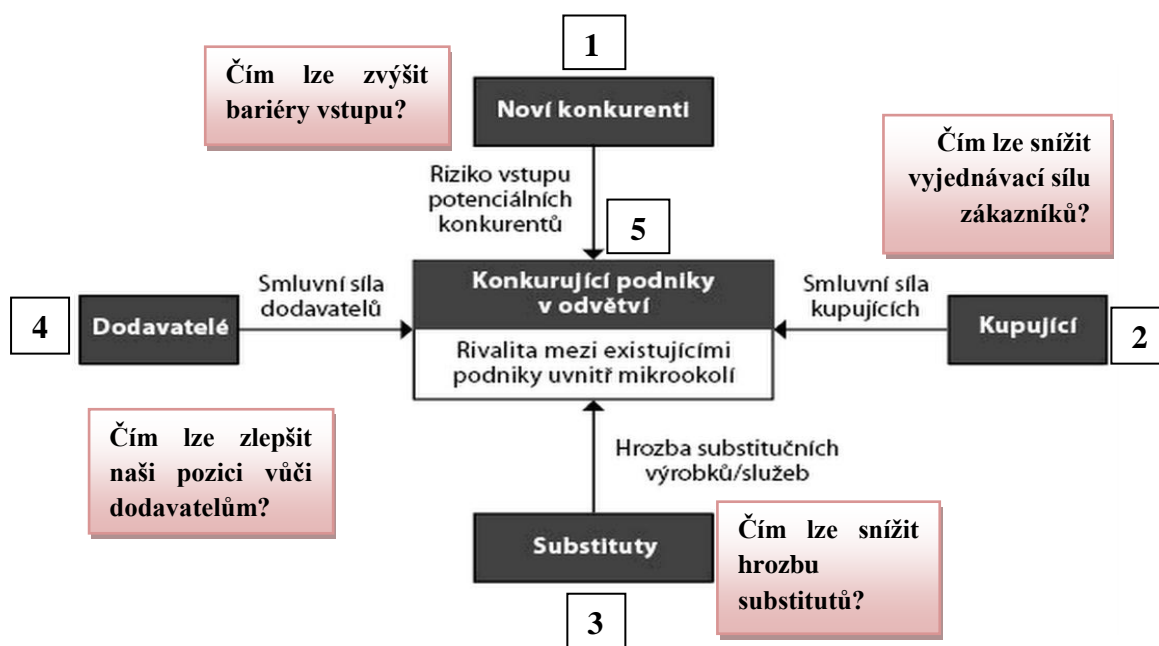 1
Čím lze zvýšit
bariéry vstupu?
Noví konkurenti
Čím lze snížit
vyjednávací sílu
zákazníků?
Riziko vstupu
potenciálních
konkurentů
5
Smluvní síla
dodavatelů
Konkurující podniky
v odvětví
Smluvní síla
kupujících
4
Dodavatelé
Rivalita mezi existujícími
podniky uvnitř mikrookolí
Kupující
2
Čím lze zlepšit
naši pozici vůči
dodavatelům?
Hrozba substitučních
výrobků/služeb
Substituty
Čím lze snížit
hrozbu
substitutů?
3